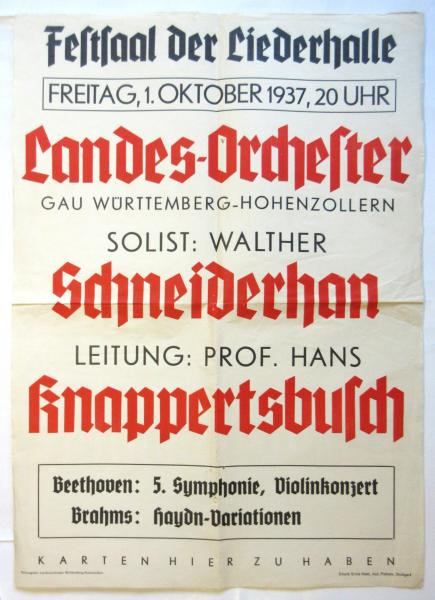 Festsaal der Liederhalle
FREITAG, 1. OKTOBER 1937, 20 UHR
Landes-Orchester
GAU WÜRTTEMBERG-HOHENZOLLERN
SOLIST: WALTHER
Schneiderhan
LEITUNG: PROF. HANS
Knappertsbusch
Beethoven: 5. Symphonie, Violinkonzert
Brahms: Haydn-Variationen
KARTEN HIER ZU HABEN